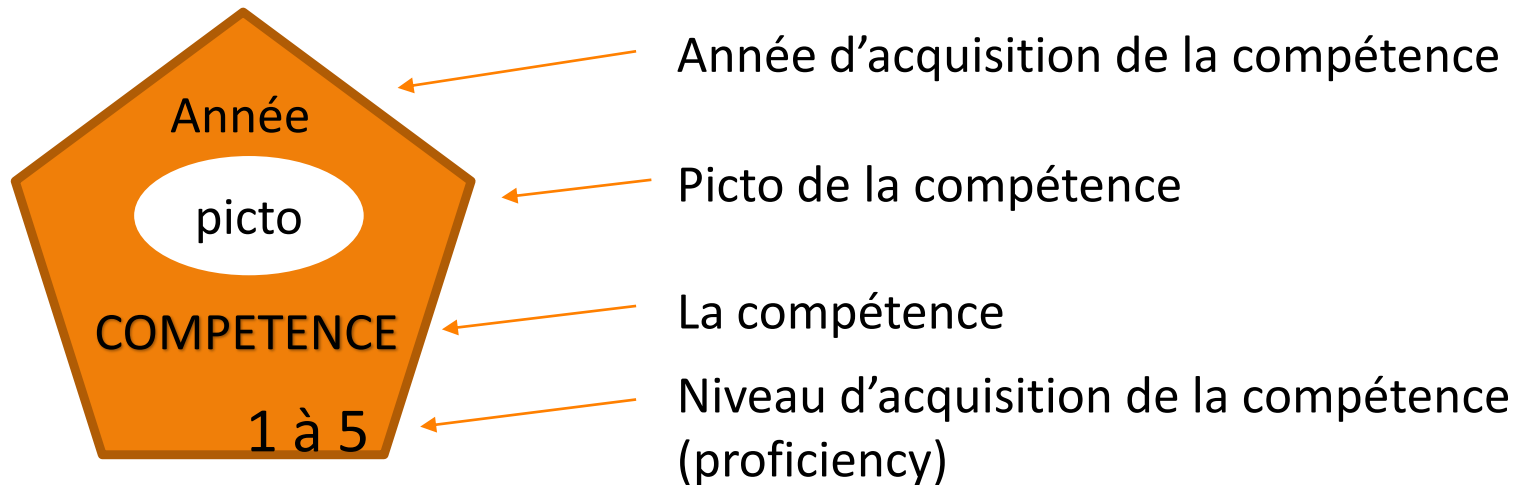 Année d’acquisition de la compétence
Année
Picto de la compétence
picto
La compétence
COMPETENCE
Niveau d’acquisition de la compétence
(proficiency)
1 à 5